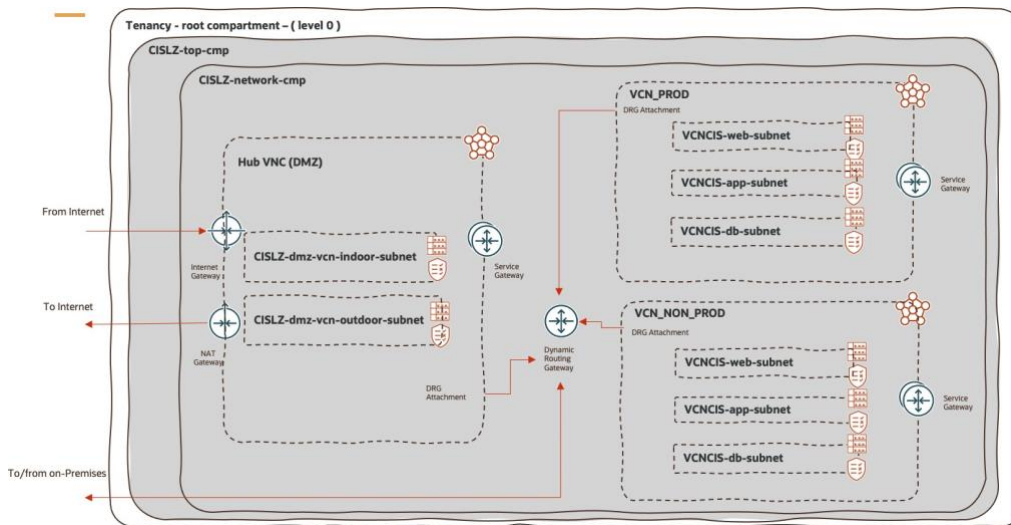 Tenancy - root compartment – ( level 0 )
CISLZ-top-cmp
CISLZ-network-cmp
Hub VNC (DMZ)
From Internet
Internet
Gateway
CISLZ-dmz-vcn-indoor-subnet
Service
Gateway
To Internet
NAT
Gateway
CISLZ-dmz-vcn-outdoor-subnet
DRG
Attachment
To/from on-Premises
Dynamic
Routing
Gateway
VCN_PROD
DRG Attachment
VCNCIS-web-subnet
VCNCIS-app-subnet
VCNCIS-db-subnet
Service
Gateway
VCN_NON_PROD
DRG Attachment
VCNCIS-web-subnet
VCNCIS-app-subnet
VCNCIS-db-subnet
Service
Gateway